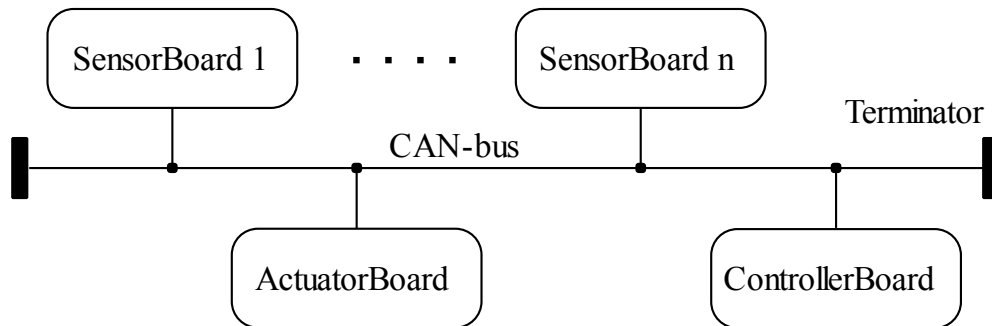 SensorBoard 1
. . . .
SensorBoard n
Terminator
CAN-bus
ActuatorBoard
ControllerBoard